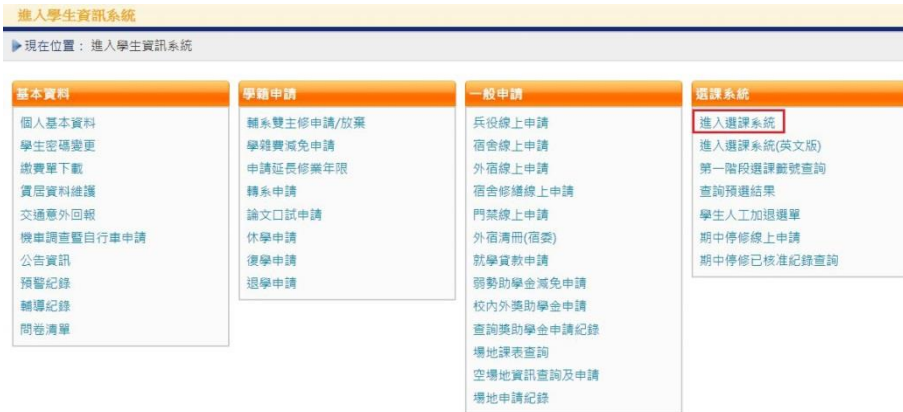 進入學生資訊系統
現在位置： 進入學生資訊系統
基本資料
個人基本資料
學生密碼變更
繳費單下載
賃居資料維護
交通意外回報
機車調查暨自行車申請
公告資訊
預警紀錄
輔導紀錄
問卷清單
學籍申請
輔系雙主修申請/放棄
學雜費減免申請
申請延長修業年限
轉系申請
論文口試申請
休學申請
復學申請
退學申請
一般申請
兵役線上申請
宿舍線上申請
外宿線上申請
宿舍修繕線上申請
門禁線上申請
外宿清冊(宿委)
就學貸款申請
弱勢助學金減免申請
校內外獎助學金申請
查詢獎助學金申請紀錄
場地課表查詢
空場地資訊查詢及申請
場地申請紀錄
選課系統
進入選課系統
進入選課系統(英文版)
第一階段選課籤號查詢
查詢預選結果
學生人工加退選單
期中停修線上申請
期中停修已核准紀錄查詢